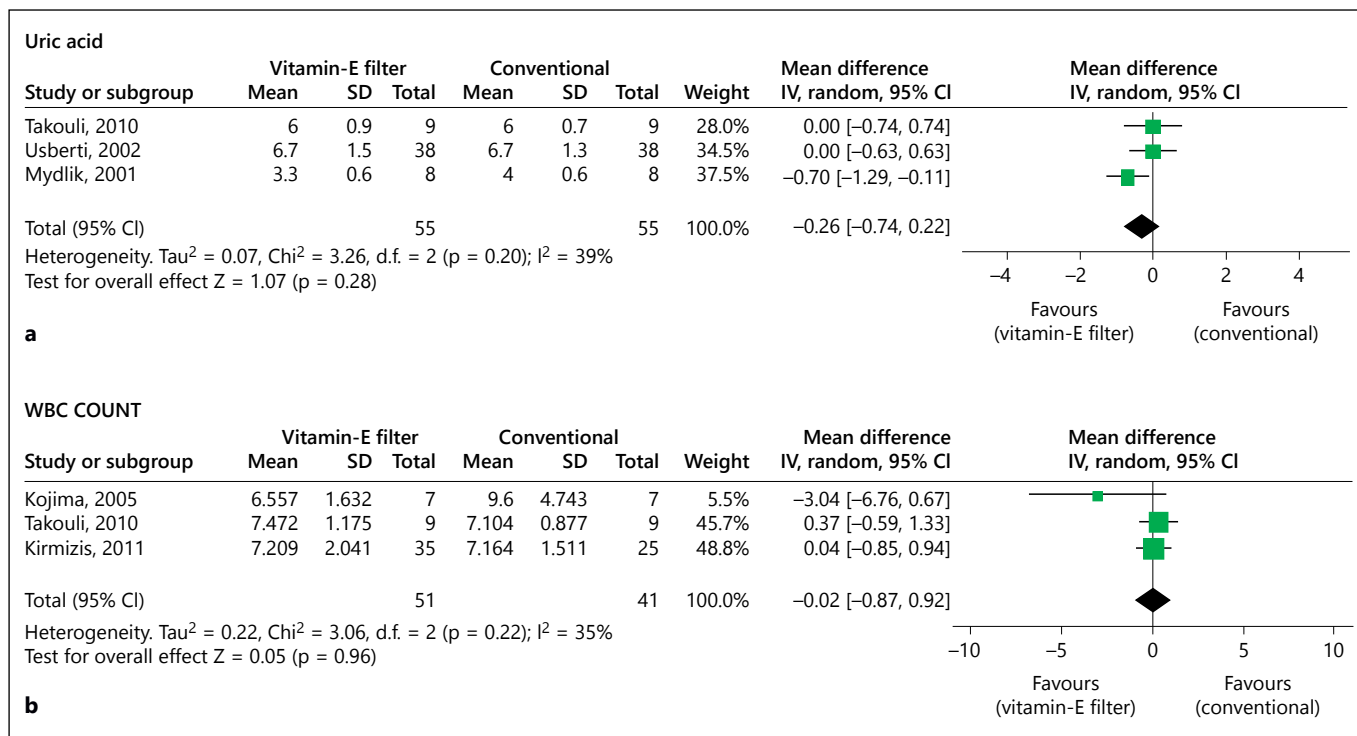 Uric acid
Vitamin-E filter Conventional Mean difference Mean difference
Study or subgroup Mean SD Total Mean SD Total Weight IV, random, 95% CI IV, random, 95% CI
Takouli, 2010 6 0.9 9 6 0.7 9 28.0% 0.00 [–0.74, 0.74]
Usberti, 2002 6.7 1.5 38 6.7 1.3 38 34.5% 0.00 [–0.63, 0.63]
Mydlik, 2001 3.3 0.6 8 4 0.6 8 37.5% –0.70 [–1.29, –0.11]
Total (95% CI) 55 55 100.0% –0.26 [–0.74, 0.22]
Heterogeneity. Tau² = 0.07, Chi² = 3.26, d.f. = 2 (p = 0.20); I² = 39%
Test for overall effect Z = 1.07 (p = 0.28)
–4 –2 0 2 4
Favours Favours
(vitamin-E filter) (conventional)
a
WBC COUNT
Vitamin-E filter Conventional Mean difference Mean difference
Study or subgroup Mean SD Total Mean SD Total Weight IV, random, 95% CI IV, random, 95% CI
Kojima, 2005 6.557 1.632 7 9.6 4.743 7 5.5% –3.04 [–6.76, 0.67]
Takouli, 2010 7.472 1.175 9 7.104 0.877 9 45.7% 0.37 [–0.59, 1.33]
Kirmizis, 2011 7.209 2.041 35 7.164 1.511 25 48.8% 0.04 [–0.85, 0.94]
Total (95% CI) 51 41 100.0% –0.02 [–0.87, 0.92]
Heterogeneity. Tau² = 0.22, Chi² = 3.06, d.f. = 2 (p = 0.22); I² = 35%
Test for overall effect Z = 0.05 (p = 0.96)
–10 –5 0 5 10
Favours Favours
(vitamin-E filter) (conventional)
b